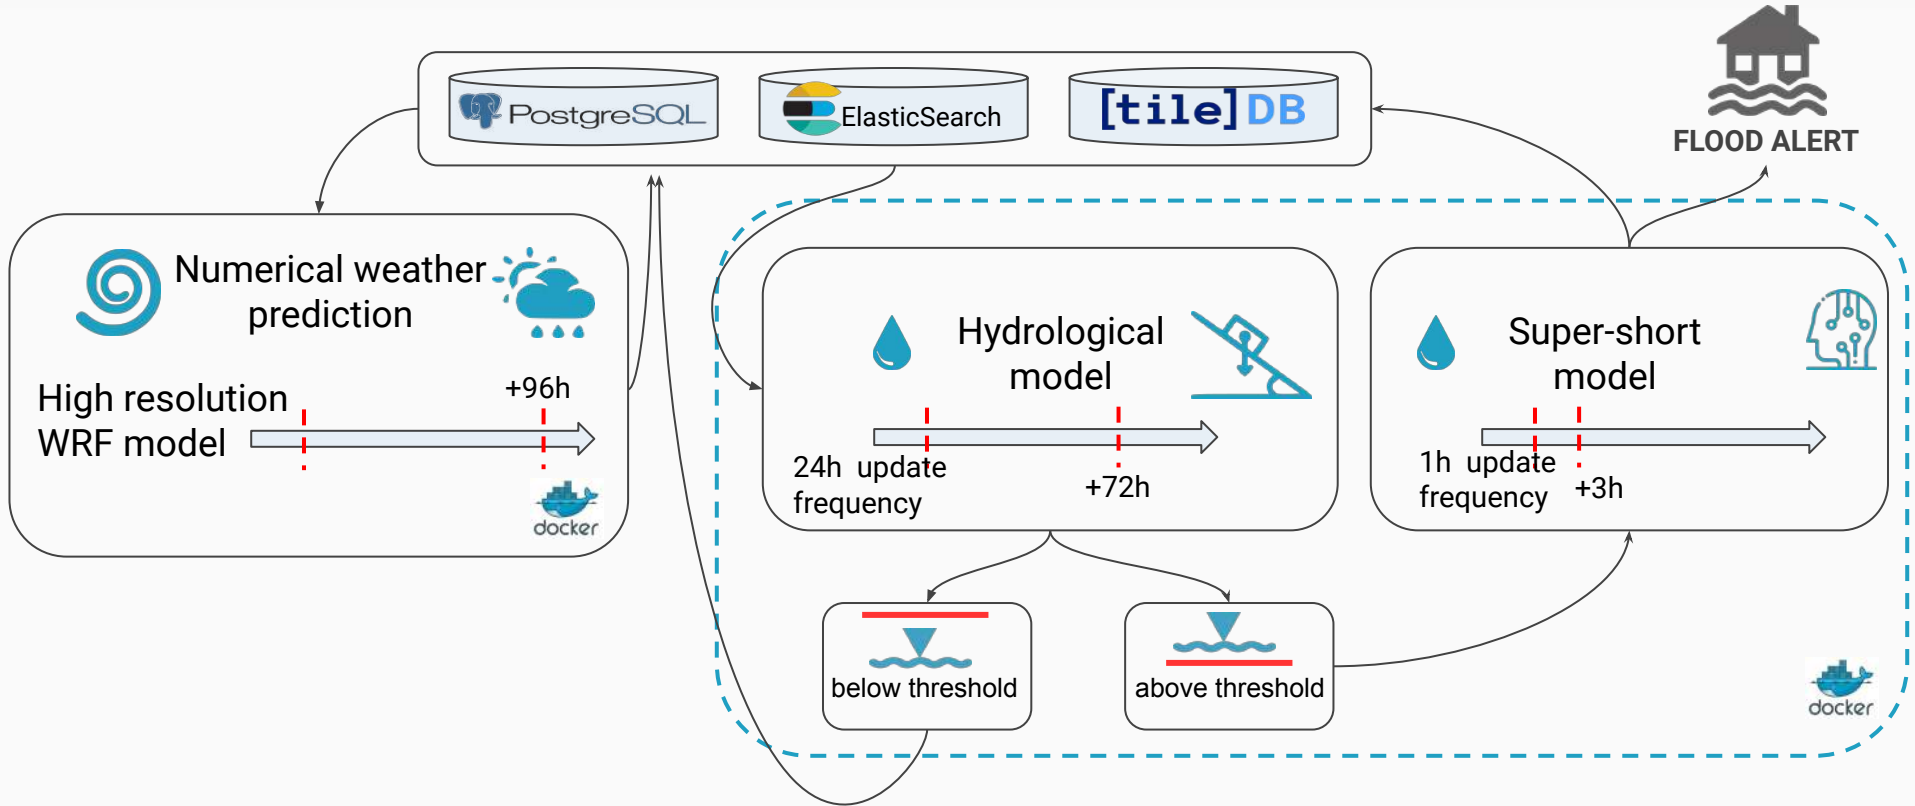 PostgreSQL
ElasticSearch
[tile]DB
FLOOD ALERT
Numerical weather
prediction
High resolution
WRF model
+96h
docker
Hydrological
model
24h update
frequency
+72h
Super-short
model
1h update
frequency
+3h
below threshold
above threshold
docker